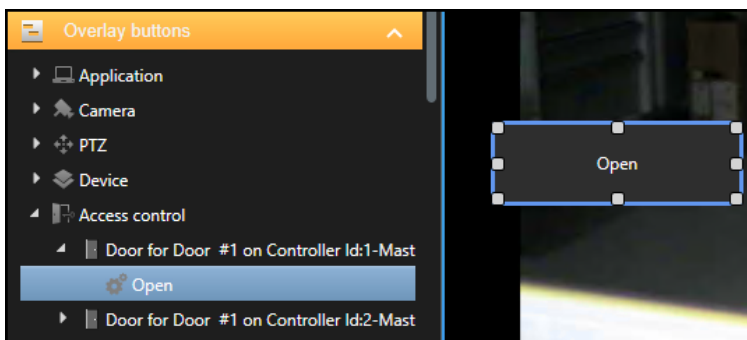 Overlay buttons
Application
Camera
PTZ
Device
Access control
Door for Door #1 on Controller Id:1-Mast
Open
Door for Door #1 on Controller Id:2-Mast
Open